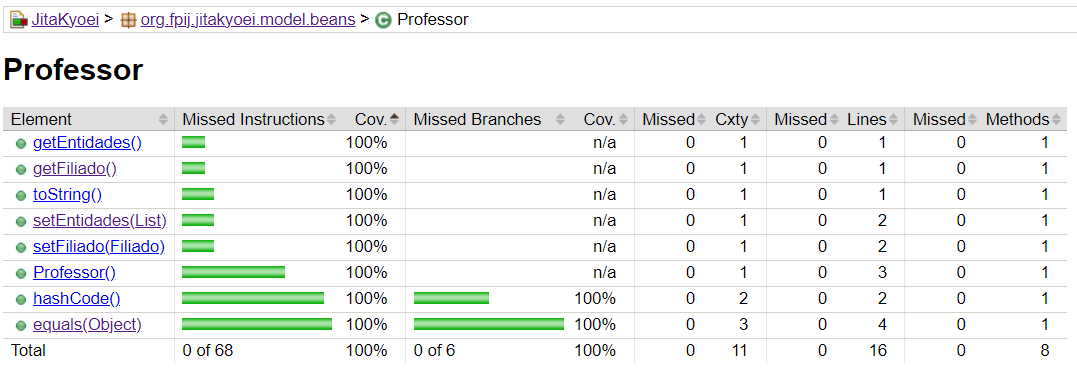 JitaKyoei > org.fpij.jitakyoei.model.beans > Professor
Professor
Element Missed Instructions Cov. Missed Branches Cov. Missed Cxty Missed Lines Missed Methods
getEntidades() 100% n/a 0 1 0 1 0 1
getFiliado() 100% n/a 0 1 0 1 0 1
toString() 100% n/a 0 1 0 1 0 1
setEntidades(List) 100% n/a 0 1 0 2 0 1
setFiliado(Filiado) 100% n/a 0 1 0 2 0 1
Professor() 100% n/a 0 1 0 3 0 1
hashCode() 100% 100% 0 2 0 2 0 1
equals(Object) 100% 100% 0 3 0 4 0 1
Total 0 of 68 100% 0 of 6 100% 0 11 0 16 0 8